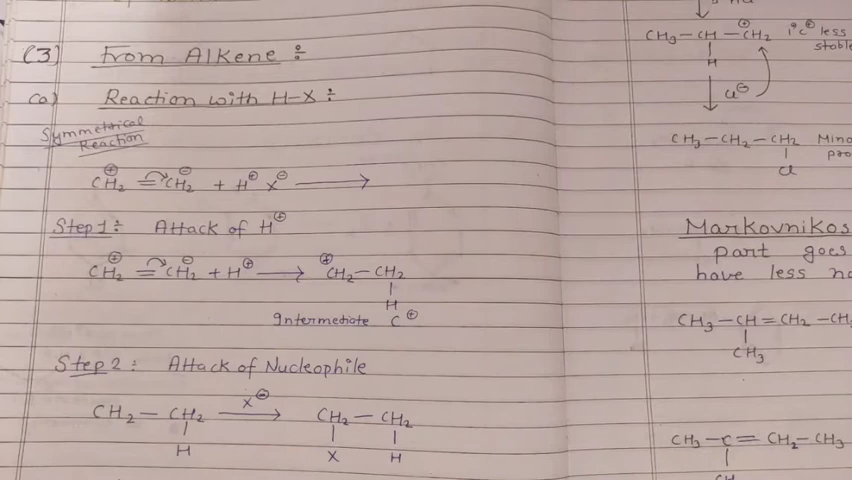 (3) From Alkene ÷
(a) Reaction with H-X ÷
Symmetrical
Reaction
⊕ ⊖
CH₂ = CH₂ + H⊕ X⊖ ⟶
Step 1 ÷ Attack of H⊕
⊕ ⊖
CH₂ = CH₂ + H⊕ ⟶ ⊕CH₂ — CH₂
|
H
Intermediate C⊕
Step 2 : Attack of Nucleophile
CH₂ — CH₂ —X⊖⟶ CH₂ — CH₂
| | |
H X H
CH₃ — CH — ⊕CH₂ 1°C⊕ less
| stable
H
Cl⊖
CH₃ — CH₂ — CH₂
|
Cl
Markovnikos
part goes
have less
CH₃ — CH = CH₂ — CH
|
CH₃
CH₃ — C = CH₂ — CH₃
|